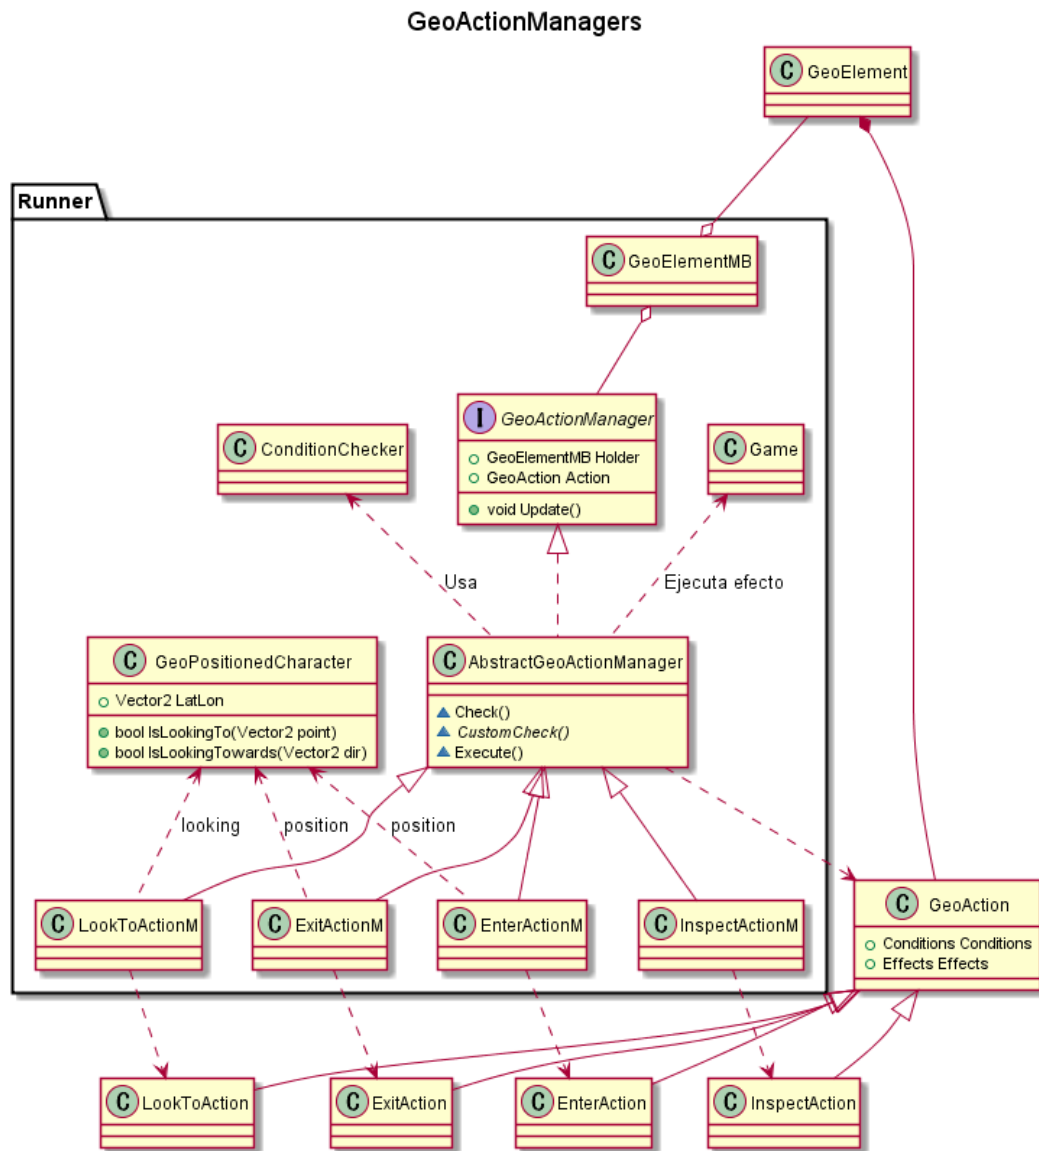 GeoActionManagers
C GeoElement
Runner
C GeoElementMB
I GeoActionManager
GeoElementMB Holder
GeoAction Action
void Update()
C ConditionChecker
C Game
Usa
Ejecuta efecto
C GeoPositionedCharacter
Vector2 LatLon
bool IsLookingTo(Vector2 point)
bool IsLookingTowards(Vector2 dir)
C AbstractGeoActionManager
Check()
CustomCheck()
Execute()
looking
position
position
C LookToActionM
C ExitActionM
C EnterActionM
C InspectActionM
C GeoAction
Conditions Conditions
Effects Effects
C LookToAction
C ExitAction
C EnterAction
C InspectAction